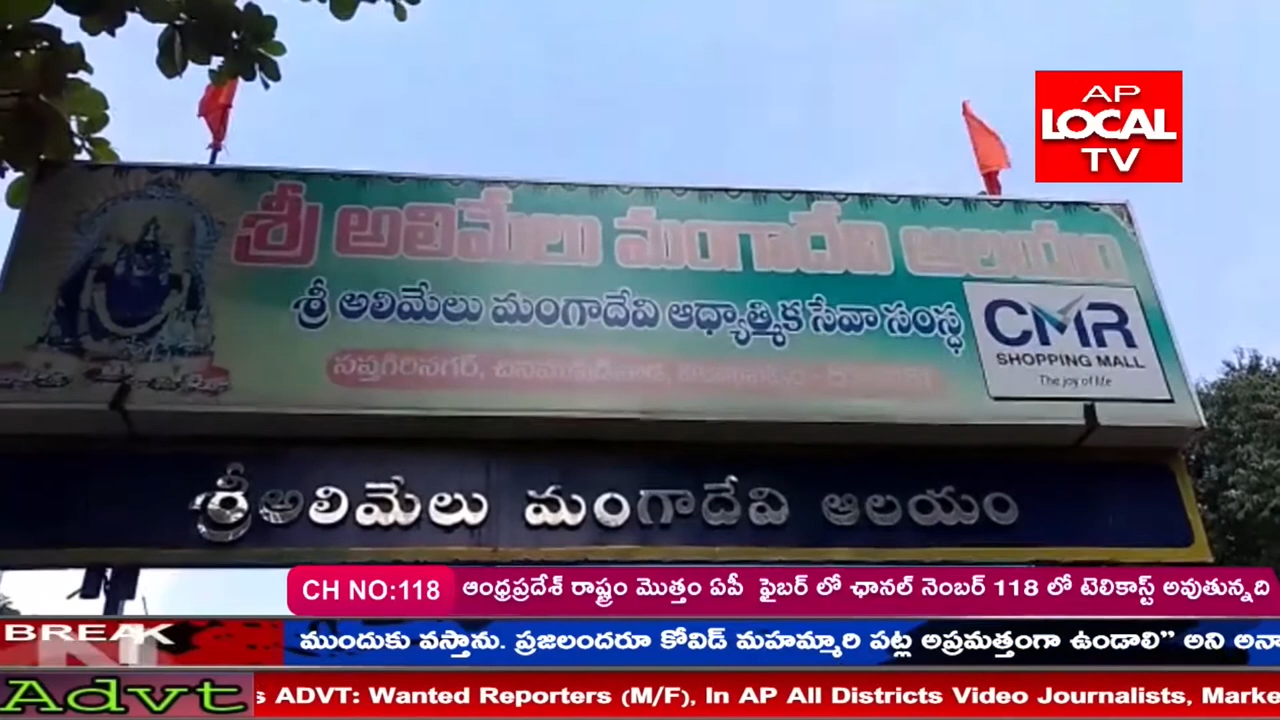 AP
LOCAL
TV
శ్రీ అలిమేలు మంగాదేవి ఆలయం
శ్రీ అలిమేలు మంగాదేవి ఆధ్యాత్మిక సేవా సంస్థ
CMR
SHOPPING MALL
The joy of life
శ్రీ అలిమేలు మంగాదేవి ఆలయం
CH NO:118 ఆంధ్రప్రదేశ్ రాష్ట్రం మొత్తం ఏపీ ఫైబర్ లో ఛానల్ నెంబర్ 118 లో టెలికాస్ట్ అవుతున్నది
BREAK ముందుకు వస్తాను. ప్రజలందరూ కోవిడ్ మహమ్మారి పట్ల అప్రమత్తంగా ఉండాలి” అని అనా
Advt s ADVT: Wanted Reporters (M/F), In AP All Districts Video Journalists, Marke